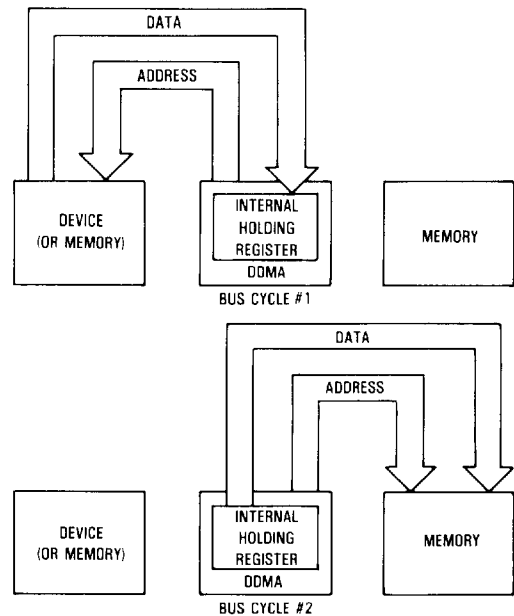 DATA
ADDRESS
DEVICE
(OR MEMORY)
INTERNAL
HOLDING
REGISTER
DDMA
MEMORY
BUS CYCLE #1
DATA
ADDRESS
DEVICE
(OR MEMORY)
INTERNAL
HOLDING
REGISTER
DDMA
MEMORY
BUS CYCLE #2